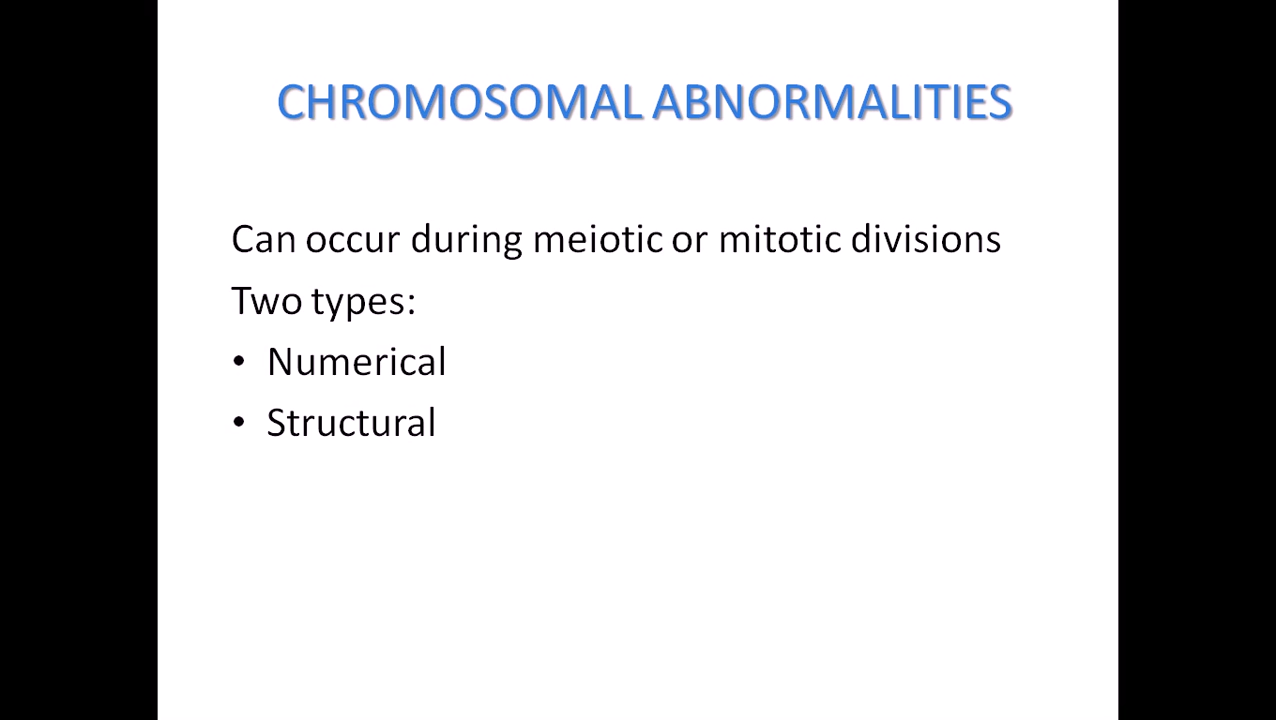 CHROMOSOMAL ABNORMALITIES
Can occur during meiotic or mitotic divisions
Two types:
• Numerical
• Structural